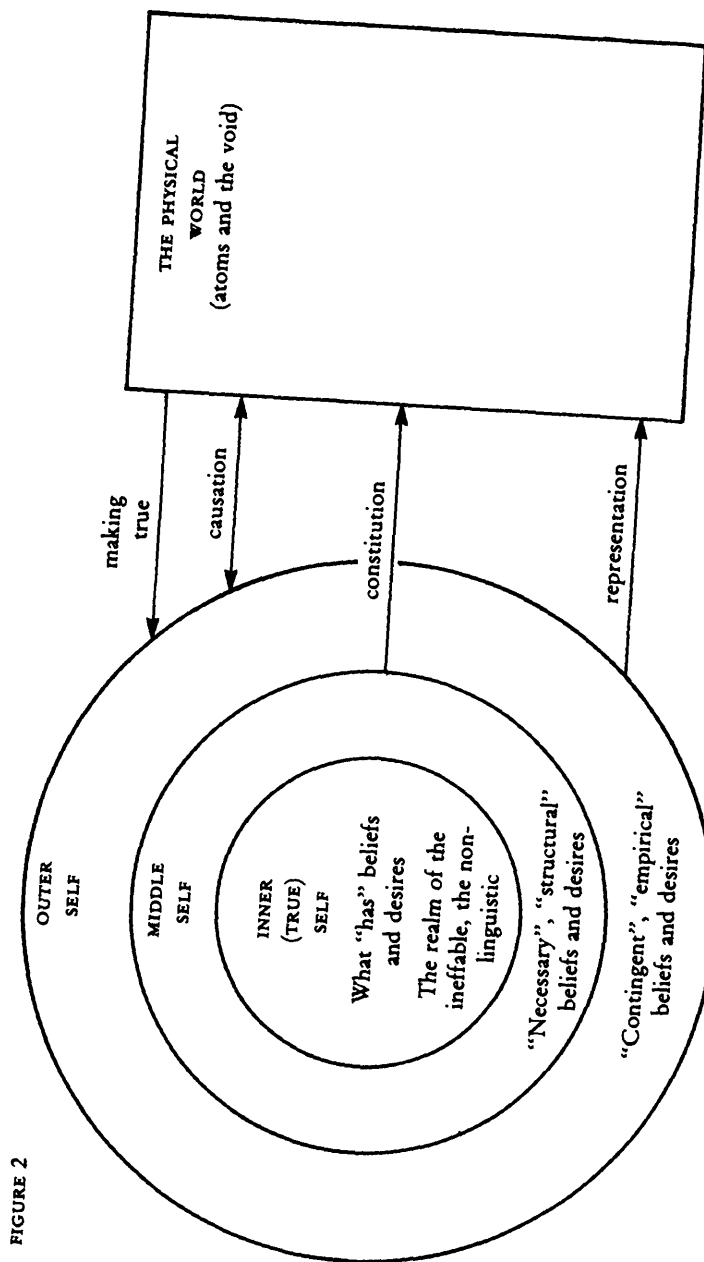 FIGURE 2
OUTER
SELF
MIDDLE
SELF
INNER
(TRUE)
SELF
What “has” beliefs
and desires
The realm of the
ineffable, the non-
linguistic
“Necessary”, “structural”
beliefs and desires
“Contingent”, “empirical”
beliefs and desires
making
true
causation
constitution
representation
THE PHYSICAL
WORLD
(atoms and the void)